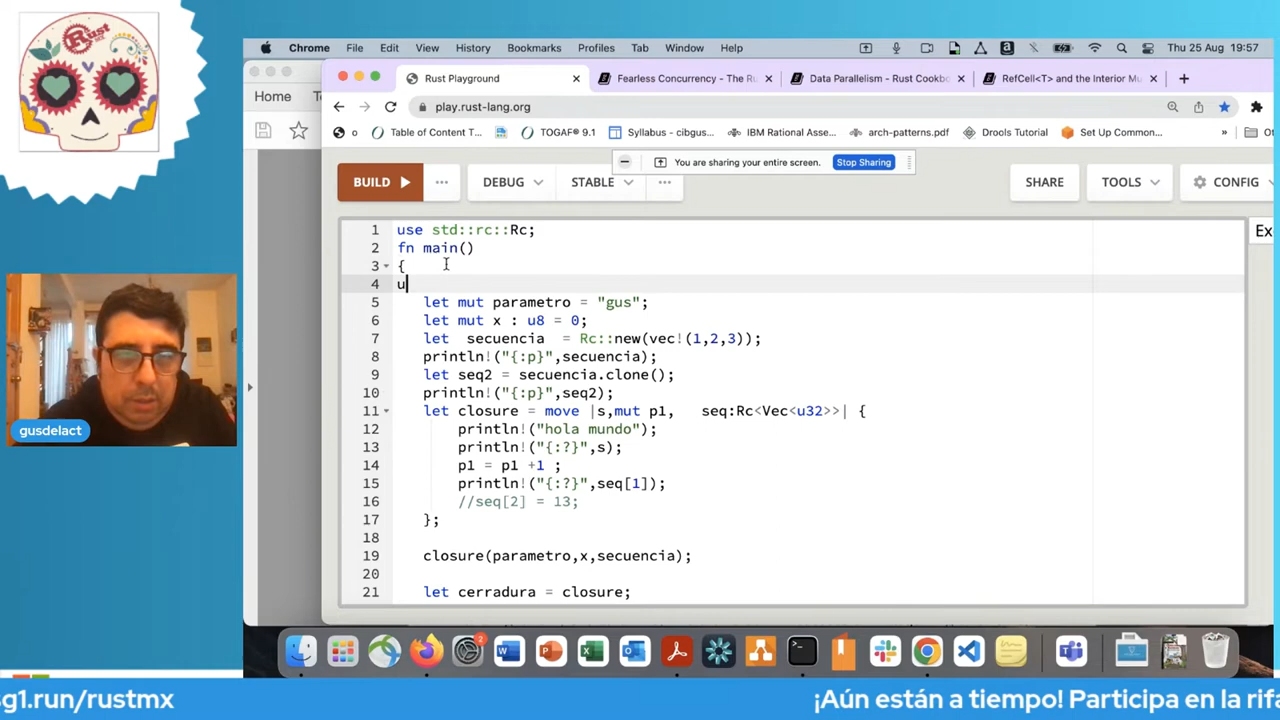 Rust
MX
Chrome File Edit View History Bookmarks Profiles Tab Window Help Thu 25 Aug 19:57
Rust Playground Fearless Concurrency - The Ru Data Parallelism - Rust Cookbo RefCell<T> and the Interior Mu
Home
play.rust-lang.org
o Table of Content T... TOGAF® 9.1 Syllabus - cibgus... IBM Rational Asse... arch-patterns.pdf Drools Tutorial Set Up Common... » Ot
You are sharing your entire screen. Stop Sharing
BUILD ... DEBUG STABLE ... SHARE TOOLS CONFIG
1 use std::rc::Rc;
Ex
2 fn main()
3 {
4 u
5 let mut parametro = "gus";
6 let mut x : u8 = 0;
7 let secuencia = Rc::new(vec!(1,2,3));
8 println!("{:p}",secuencia);
9 let seq2 = secuencia.clone();
10 println!("{:p}",seq2);
11 let closure = move |s,mut p1, seq:Rc<Vec<u32>>| {
12 println!("hola mundo");
13 println!("{:?}",s);
14 p1 = p1 +1 ;
15 println!("{:?}",seq[1]);
16 //seq[2] = 13;
17 };
18
19 closure(parametro,x,secuencia);
20
21 let cerradura = closure;
gusdelact
2
sg1.run/rustmx ¡Aún están a tiempo! Participa en la rifa